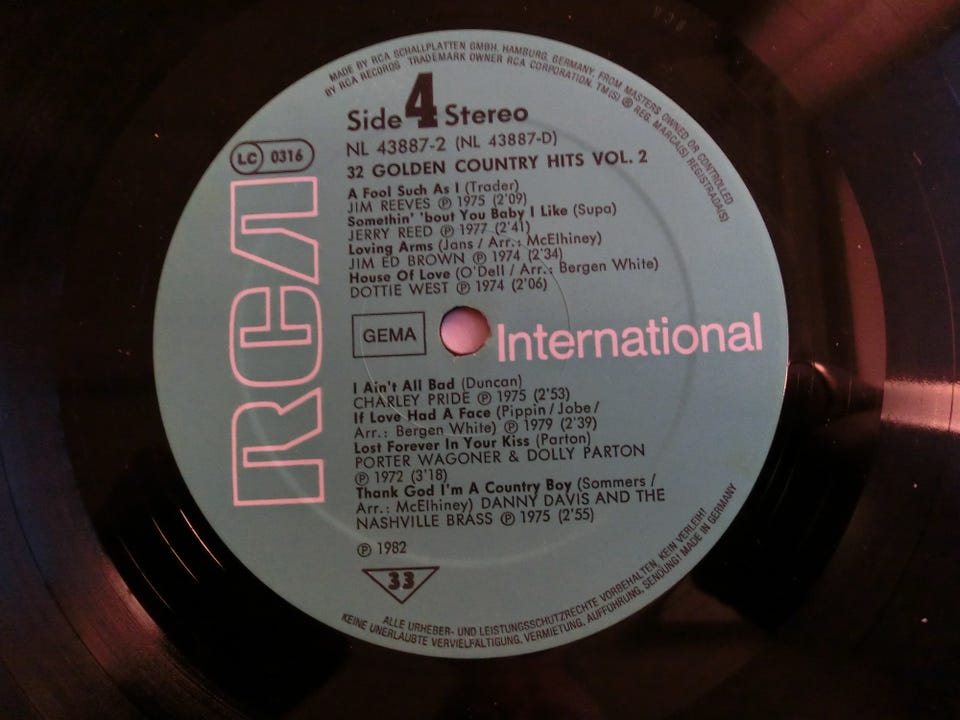 MADE BY RCA SCHALLPLATTEN GMBH, HAMBURG, GERMANY, FROM MASTERS OWNED OR CONTROLLED
BY RCA RECORDS TRADEMARK OWNER RCA CORPORATION. TM(S) ® REG. MARCA(S) REGISTRADA(S)
Side 4 Stereo
NL 43887-2 (NL 43887-D)
LC 0316
32 GOLDEN COUNTRY HITS VOL. 2
A Fool Such As I (Trader)
JIM REEVES ℗ 1975 (2'09)
Somethin' 'bout You Baby I Like (Supa)
JERRY REED ℗ 1977 (2'41)
Loving Arms (Jans / Arr.: McElhiney)
JIM ED BROWN ℗ 1974 (2'34)
House Of Love (O'Dell / Arr.: Bergen White)
DOTTIE WEST ℗ 1974 (2'06)
RCA
GEMA
International
I Ain't All Bad (Duncan)
CHARLEY PRIDE ℗ 1975 (2'53)
If Love Had A Face (Pippin / Jobe /
Arr.: Bergen White) ℗ 1979 (2'39)
Lost Forever In Your Kiss (Parton)
PORTER WAGONER & DOLLY PARTON
℗ 1972 (3'18)
Thank God I'm A Country Boy (Sommers /
Arr.: McElhiney) DANNY DAVIS AND THE
NASHVILLE BRASS ℗ 1975 (2'55)
℗ 1982
33
ALLE URHEBER- UND LEISTUNGSSCHUTZRECHTE VORBEHALTEN, KEIN VERLEIH!
KEINE UNERLAUBTE VERVIELFÄLTIGUNG, VERMIETUNG, AUFFÜHRUNG, SENDUNG! MADE IN GERMANY